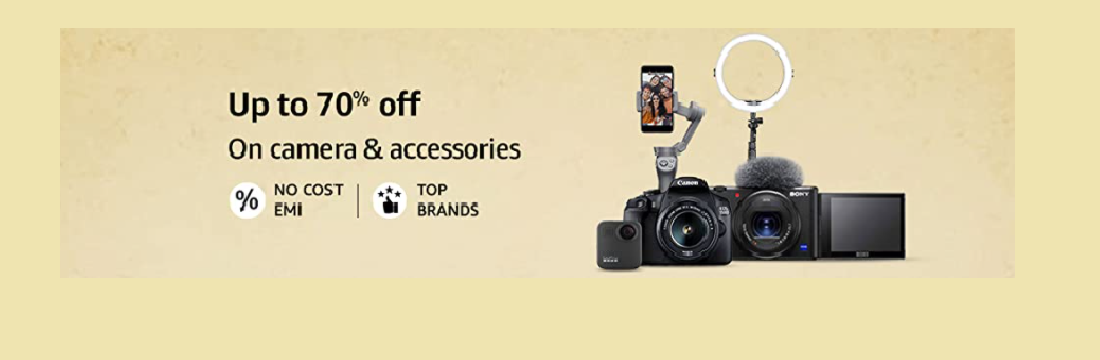 Up to 70% off
On camera & accessories
NO COST
EMI
TOP
BRANDS
Canon
SONY